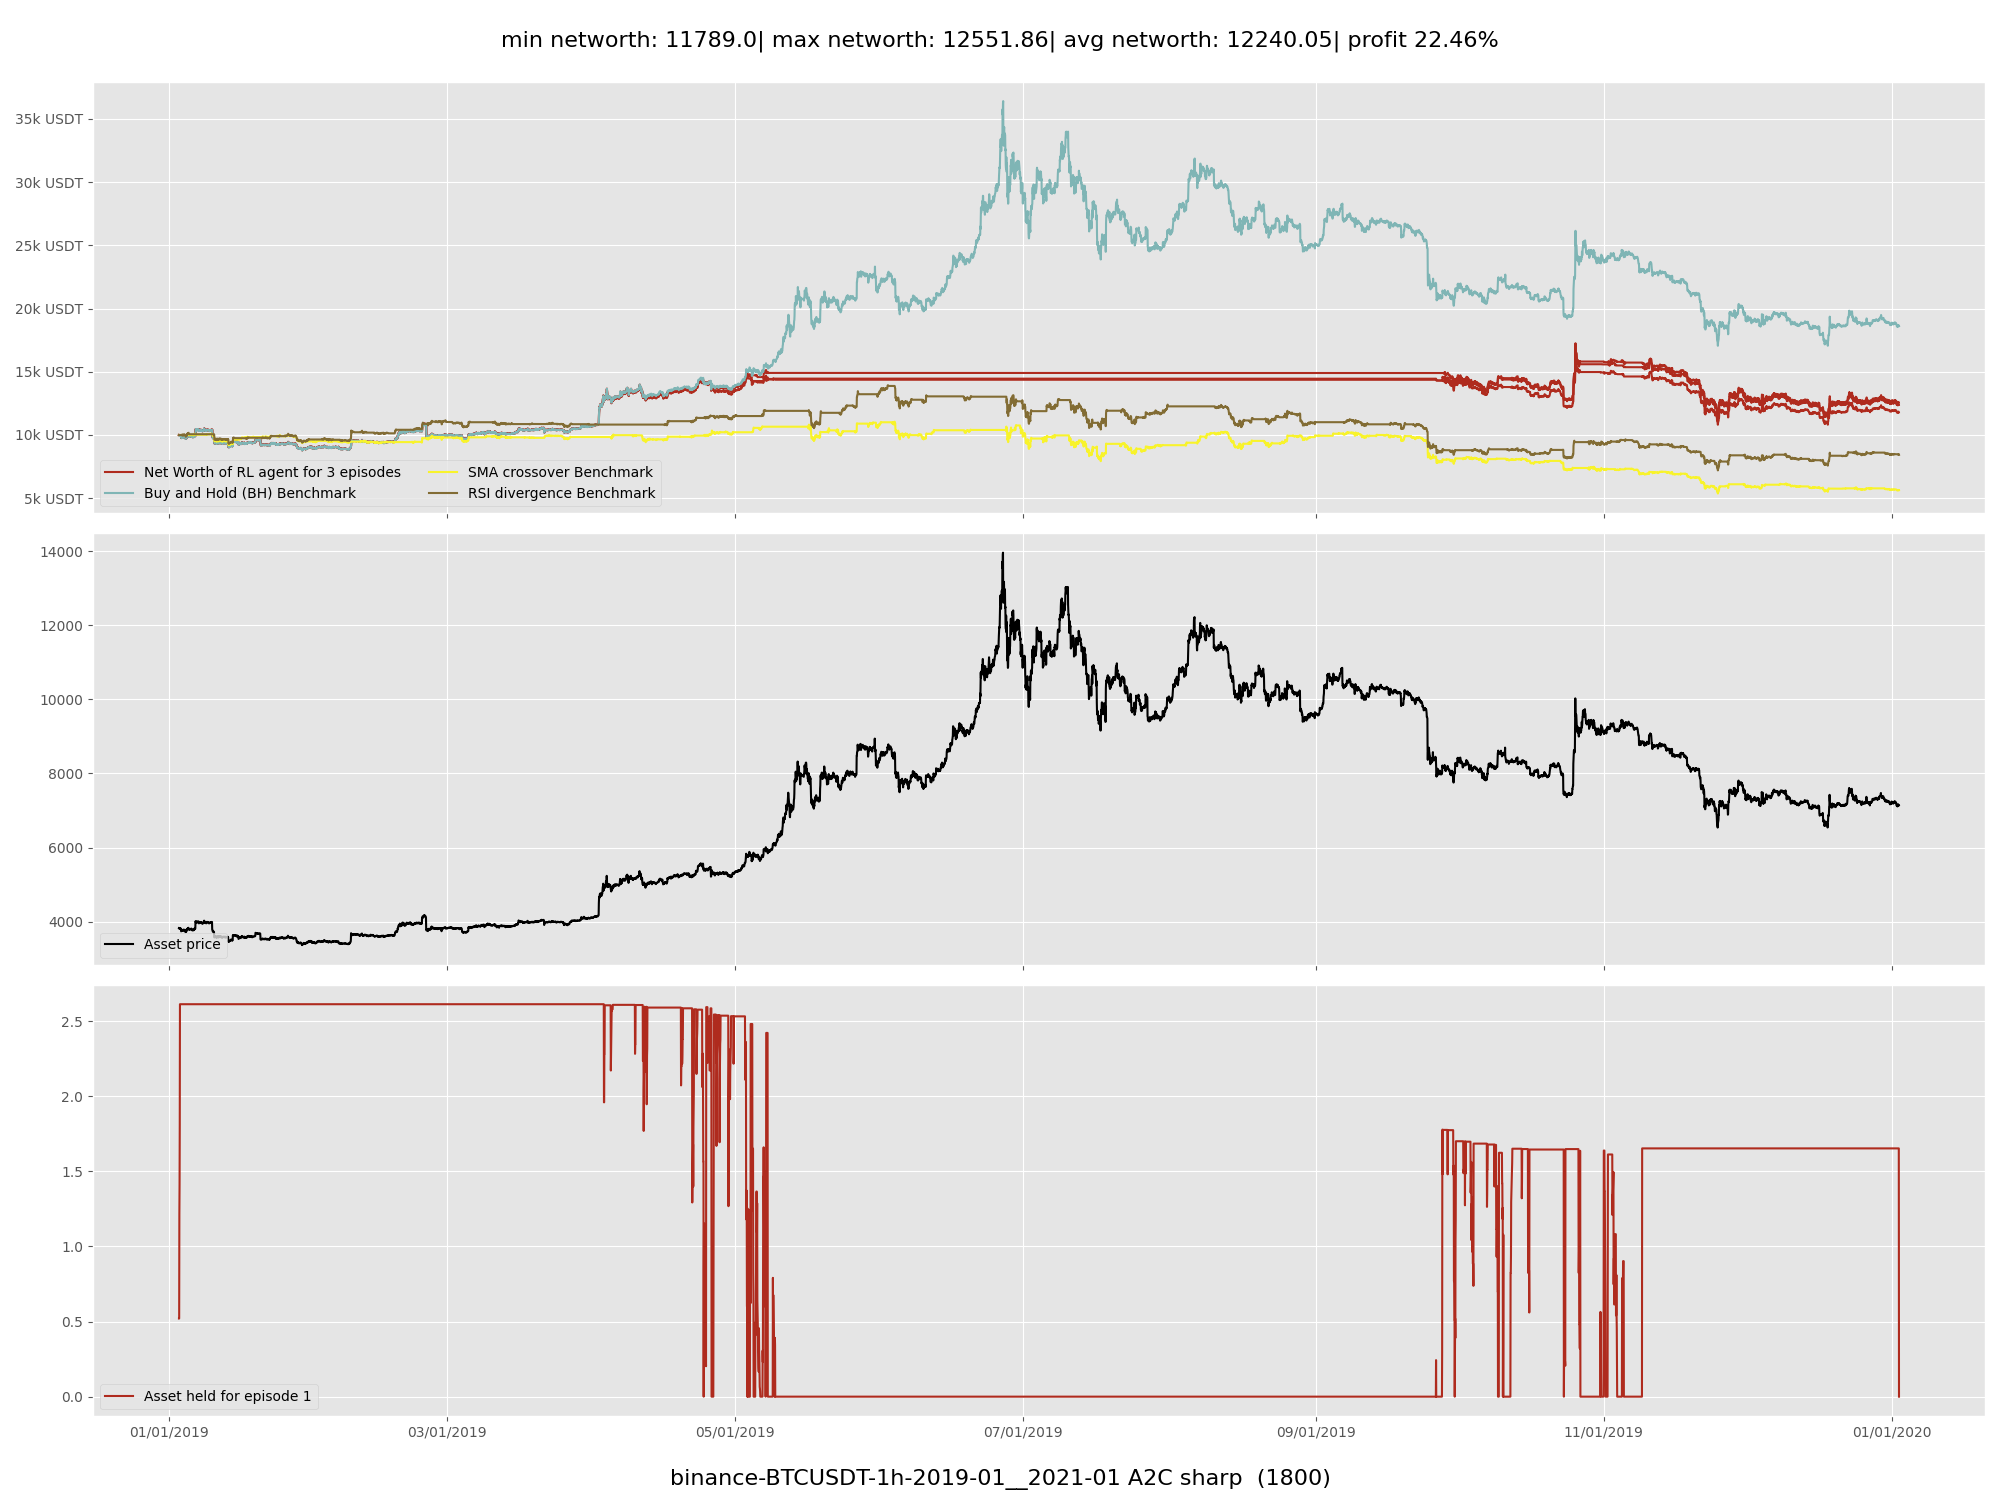 min networth: 11789.0| max networth: 12551.86| avg networth: 12240.05| profit 22.46%
35k USDT
30k USDT
25k USDT
20k USDT
15k USDT
10k USDT
5k USDT
Net Worth of RL agent for 3 episodes
Buy and Hold (BH) Benchmark
SMA crossover Benchmark
RSI divergence Benchmark
14000
12000
10000
8000
6000
4000
Asset price
2.5
2.0
1.5
1.0
0.5
0.0
Asset held for episode 1
01/01/2019 03/01/2019 05/01/2019 07/01/2019 09/01/2019 11/01/2019 01/01/2020
binance-BTCUSDT-1h-2019-01__2021-01 A2C sharp  (1800)